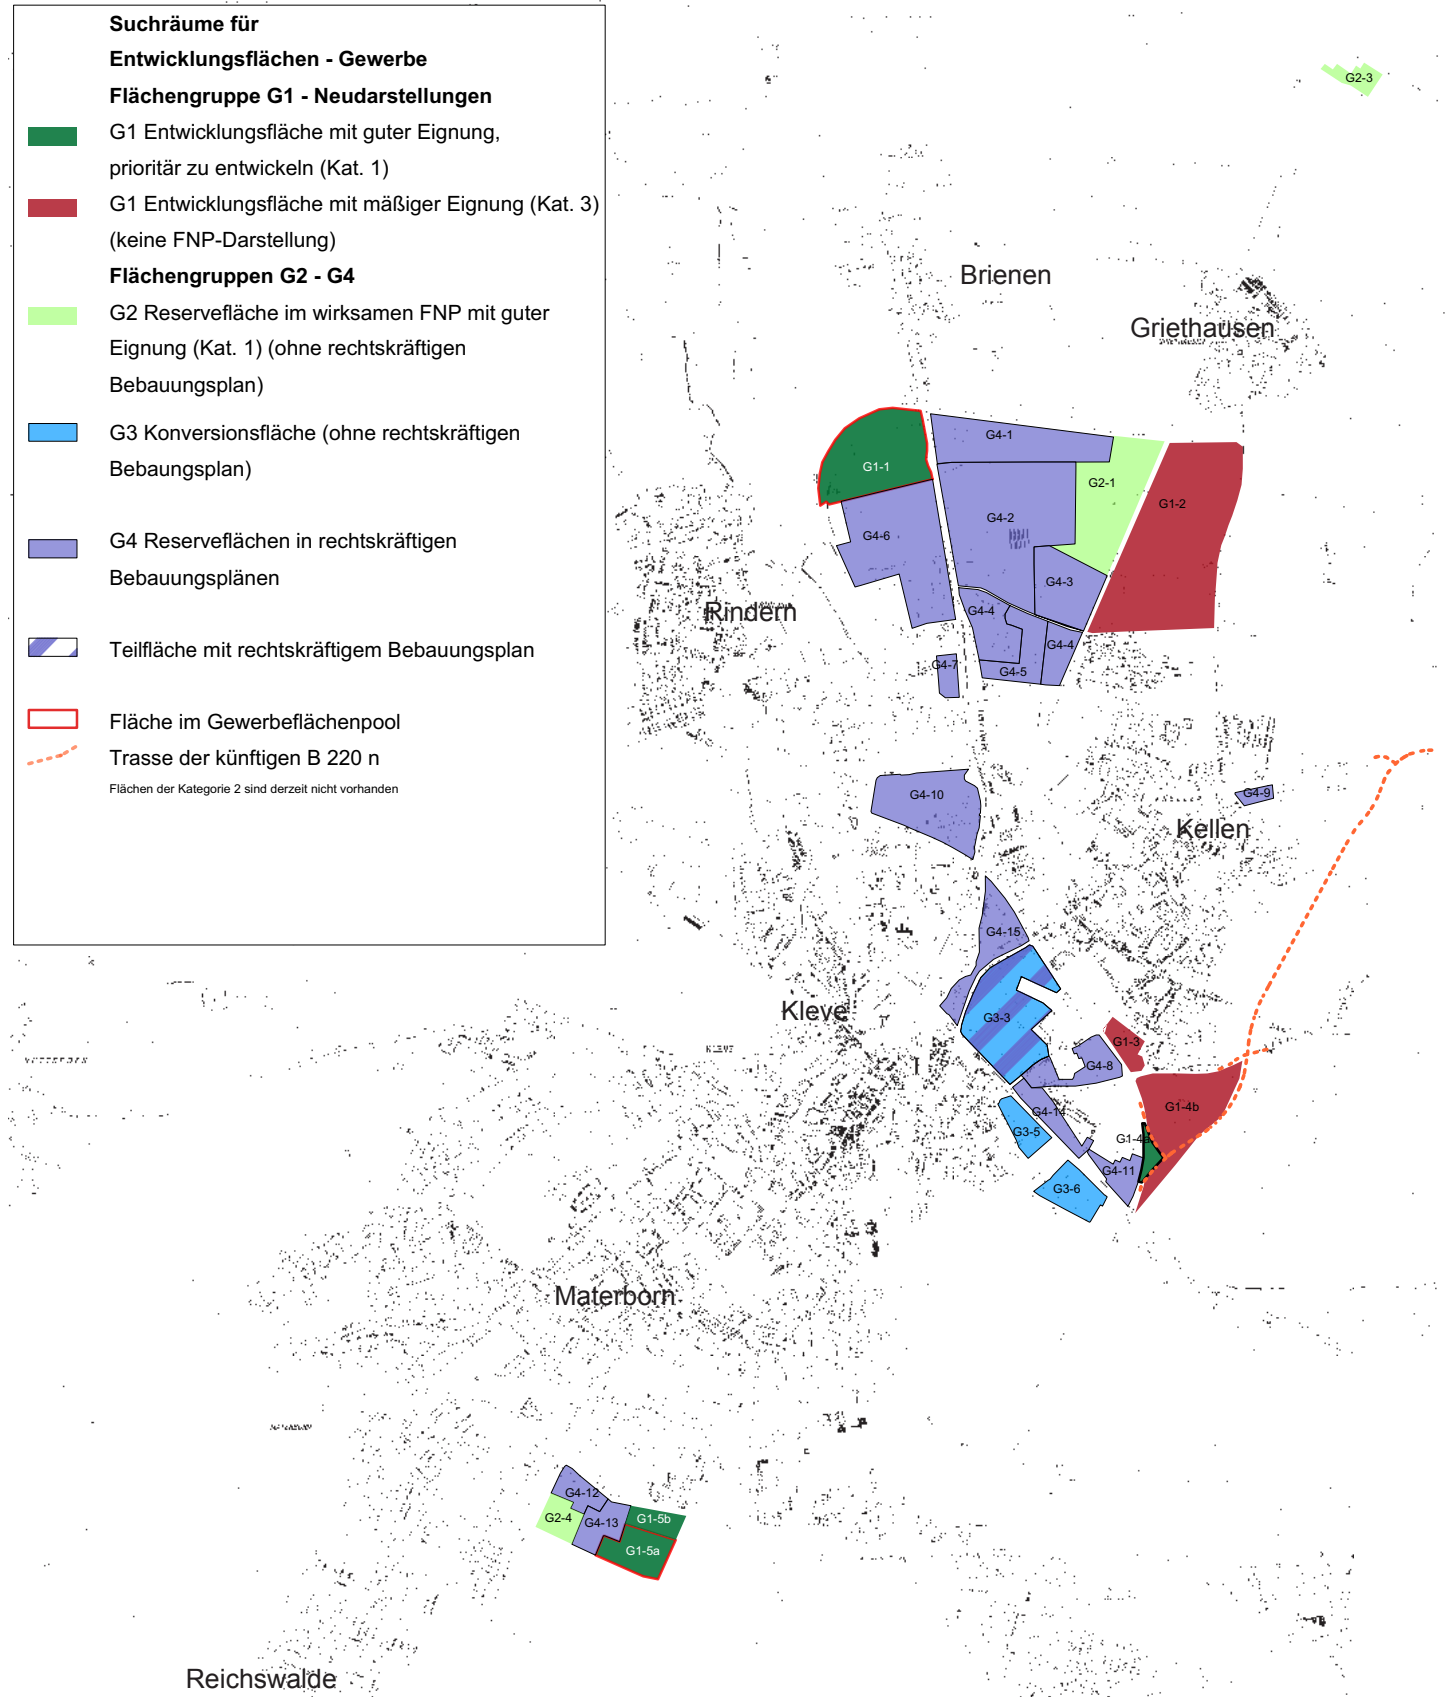 Suchräume für
Entwicklungsflächen - Gewerbe
Flächengruppe G1 - Neudarstellungen
G1 Entwicklungsfläche mit guter Eignung,
prioritär zu entwickeln (Kat. 1)
G1 Entwicklungsfläche mit mäßiger Eignung (Kat. 3)
(keine FNP-Darstellung)
Flächengruppen G2 - G4
G2 Reservefläche im wirksamen FNP mit guter
Eignung (Kat. 1) (ohne rechtskräftigen
Bebauungsplan)
G3 Konversionsfläche (ohne rechtskräftigen
Bebaungsplan)
G4 Reserveflächen in rechtskräftigen
Bebauungsplänen
Teilfläche mit rechtskräftigem Bebauungsplan
Fläche im Gewerbeflächenpool
Trasse der künftigen B 220 n
Flächen der Kategorie 2 sind derzeit nicht vorhanden
G2-3
Brienen
Griethausen
G4-1
G1-1
G2-1
G1-2
G4-2
G4-6
G4-3
Rindern
G4-4
G4-4
G4-7
G4-5
G4-10
G4-9
Kellen
G4-15
Kleve
G3-3
G1-3
G4-8
G1-4b
G4-14
G3-5
G1-4a
G4-11
G3-6
Materborn
G4-12
G2-4
G4-13
G1-5b
G1-5a
Reichswalde